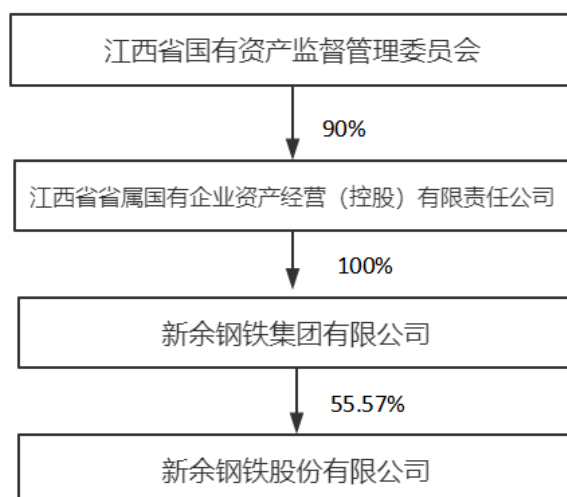 江西省国有资产监督管理委员会
90%
江西省省属国有企业资产经营（控股）有限责任公司
100%
新余钢铁集团有限公司
55.57%
新余钢铁股份有限公司